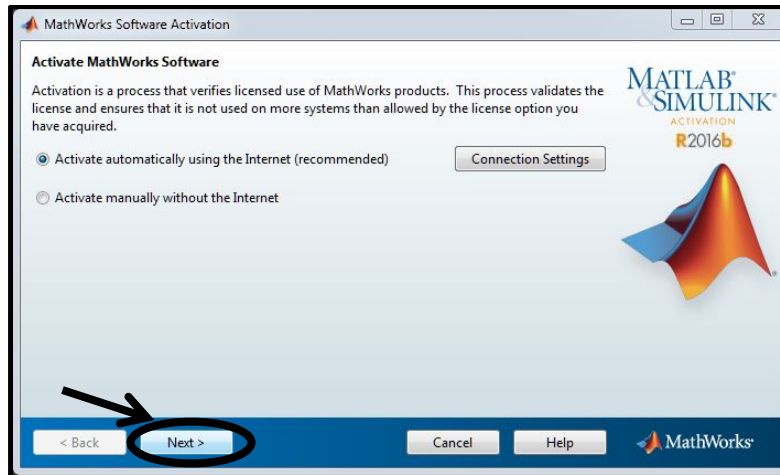 MathWorks Software Activation
Activate MathWorks Software
Activation is a process that verifies licensed use of MathWorks products. This process validates the
license and ensures that it is not used on more systems than allowed by the license option you
have acquired.
Activate automatically using the Internet (recommended)
Connection Settings
Activate manually without the Internet
MATLAB®
&SIMULINK®
ACTIVATION
R2016b
< Back
Next >
Cancel
Help
MathWorks®